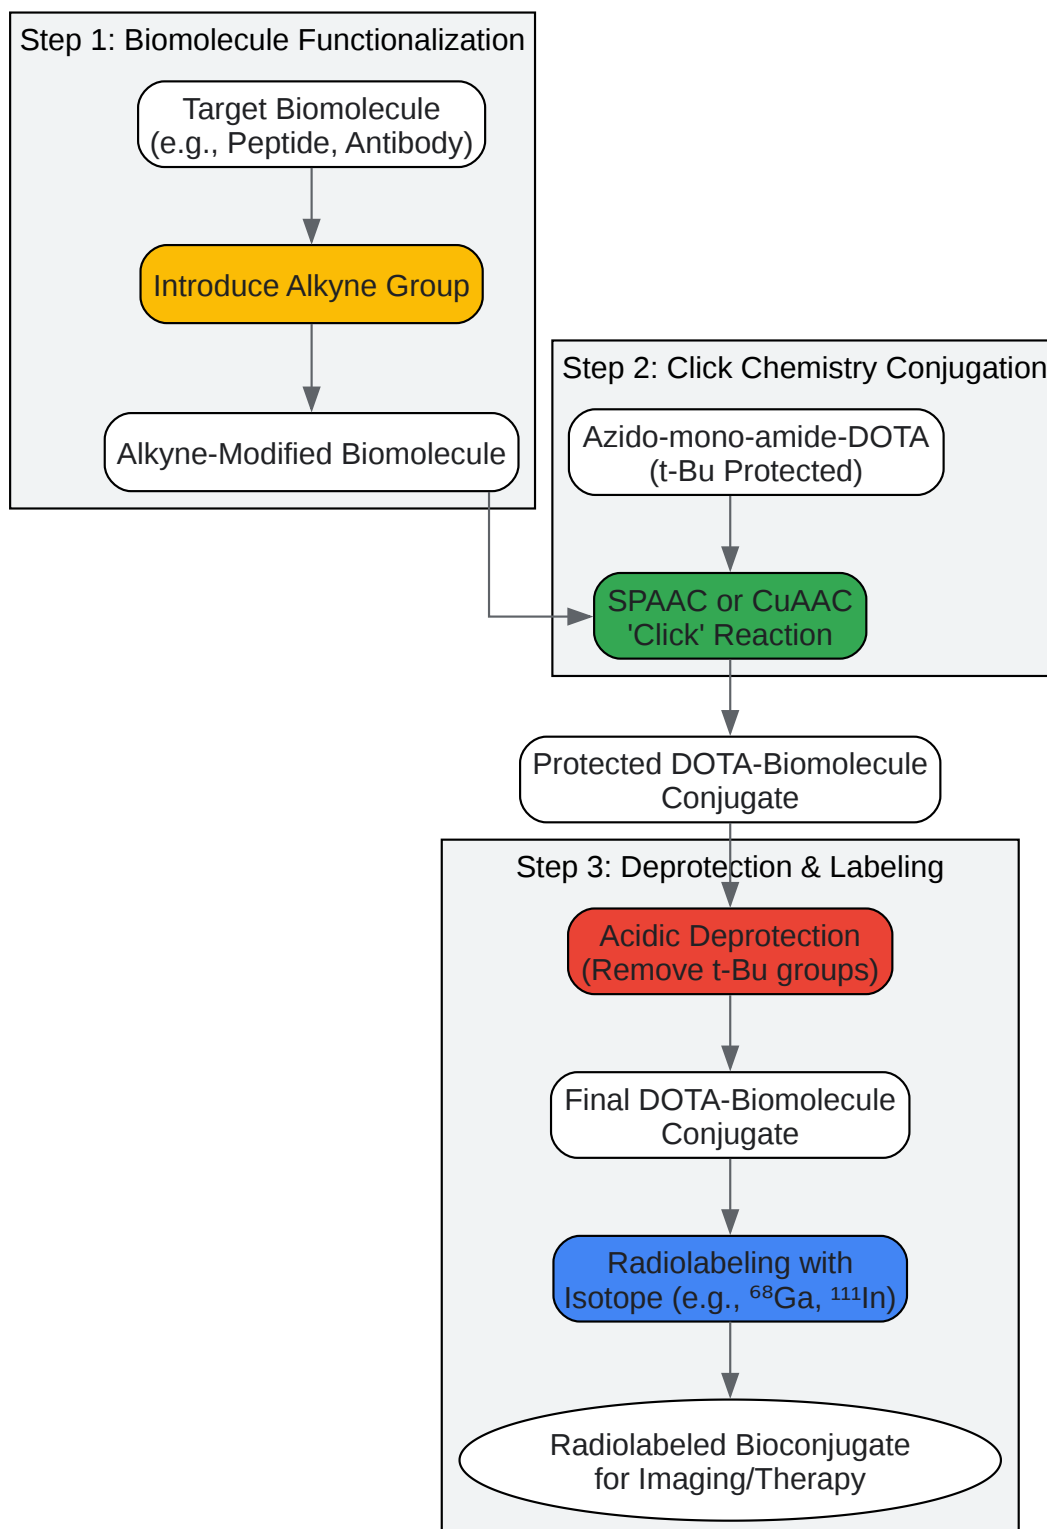 Step 1: Biomolecule Functionalization
Target Biomolecule
(e.g., Peptide, Antibody)
Introduce Alkyne Group
Alkyne-Modified Biomolecule
Step 2: Click Chemistry Conjugation
Azido-mono-amide-DOTA
(t-Bu Protected)
SPAAC or CuAAC
'Click' Reaction
Protected DOTA-Biomolecule
Conjugate
Step 3: Deprotection & Labeling
Acidic Deprotection
(Remove t-Bu groups)
Final DOTA-Biomolecule
Conjugate
Radiolabeling with
Isotope (e.g., ⁶⁸Ga, ¹¹¹In)
Radiolabeled Bioconjugate
for Imaging/Therapy